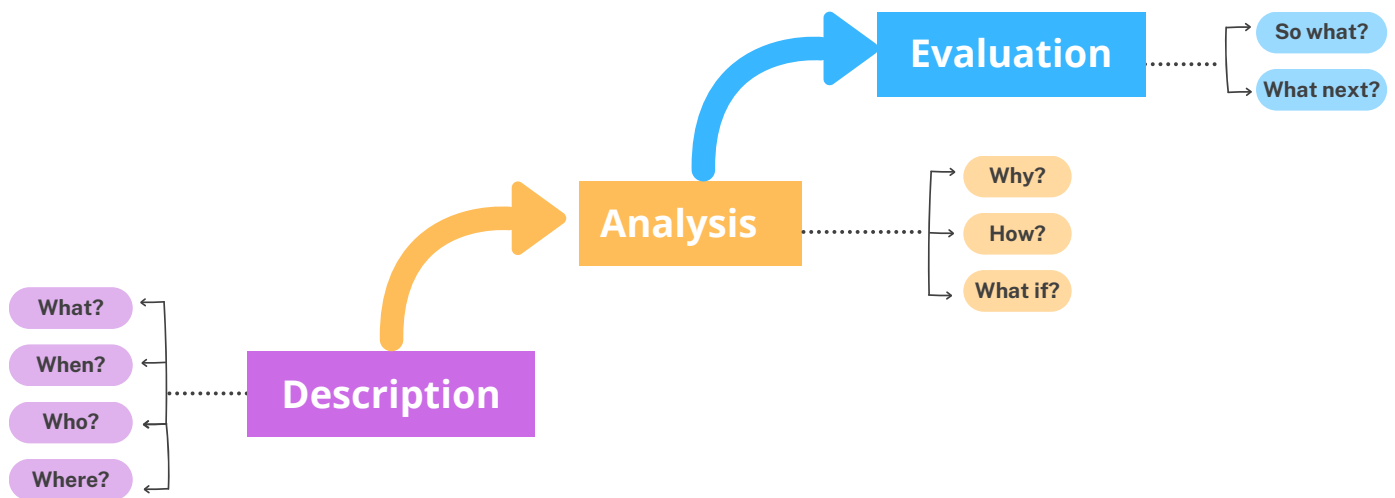 Evaluation
So what?
What next?
Analysis
Why?
How?
What if?
Description
What?
When?
Who?
Where?